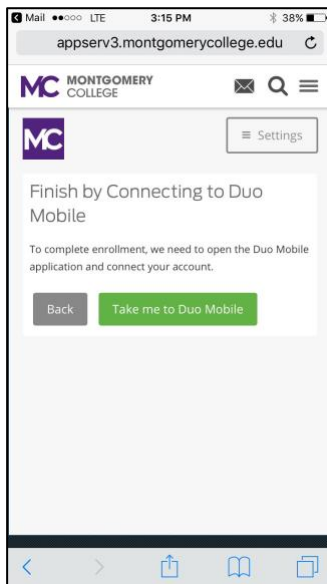 Mail LTE 3:15 PM 38%
appserv3.montgomerycollege.edu
MC MONTGOMERY
COLLEGE
MC
Settings
Finish by Connecting to Duo
Mobile
To complete enrollment, we need to open the Duo Mobile
application and connect your account.
Back Take me to Duo Mobile